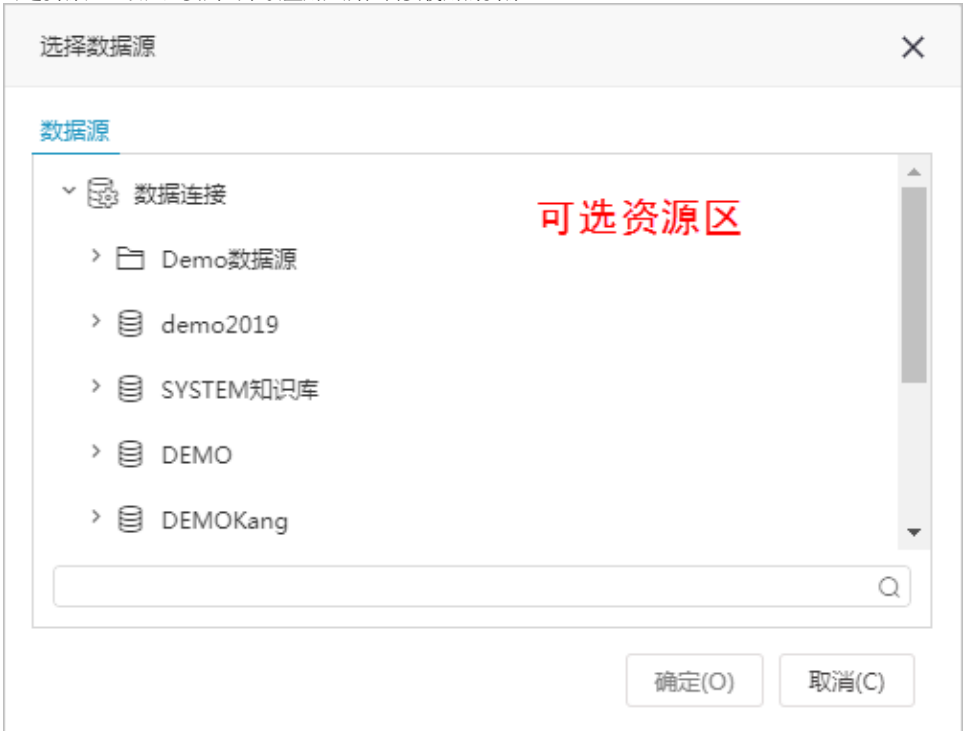 选择数据源
数据源
数据连接
可选资源区
Demo数据源
demo2019
SYSTEM知识库
DEMO
DEMOKang
确定(O)
取消(C)